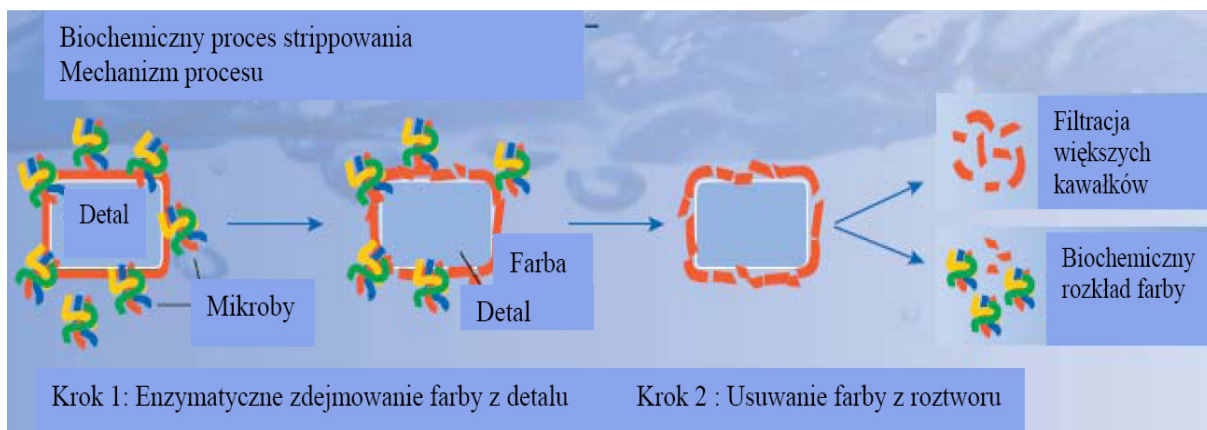 Biochemiczny proces strippowania
Mechanizm procesu
Detal
Mikroby
Farba
Detal
Filtracja
większych
kawałków
Biochemiczny
rozkład farby
Krok 1: Enzymatyczne zdejmowanie farby z detalu
Krok 2 : Usuwanie farby z roztworu